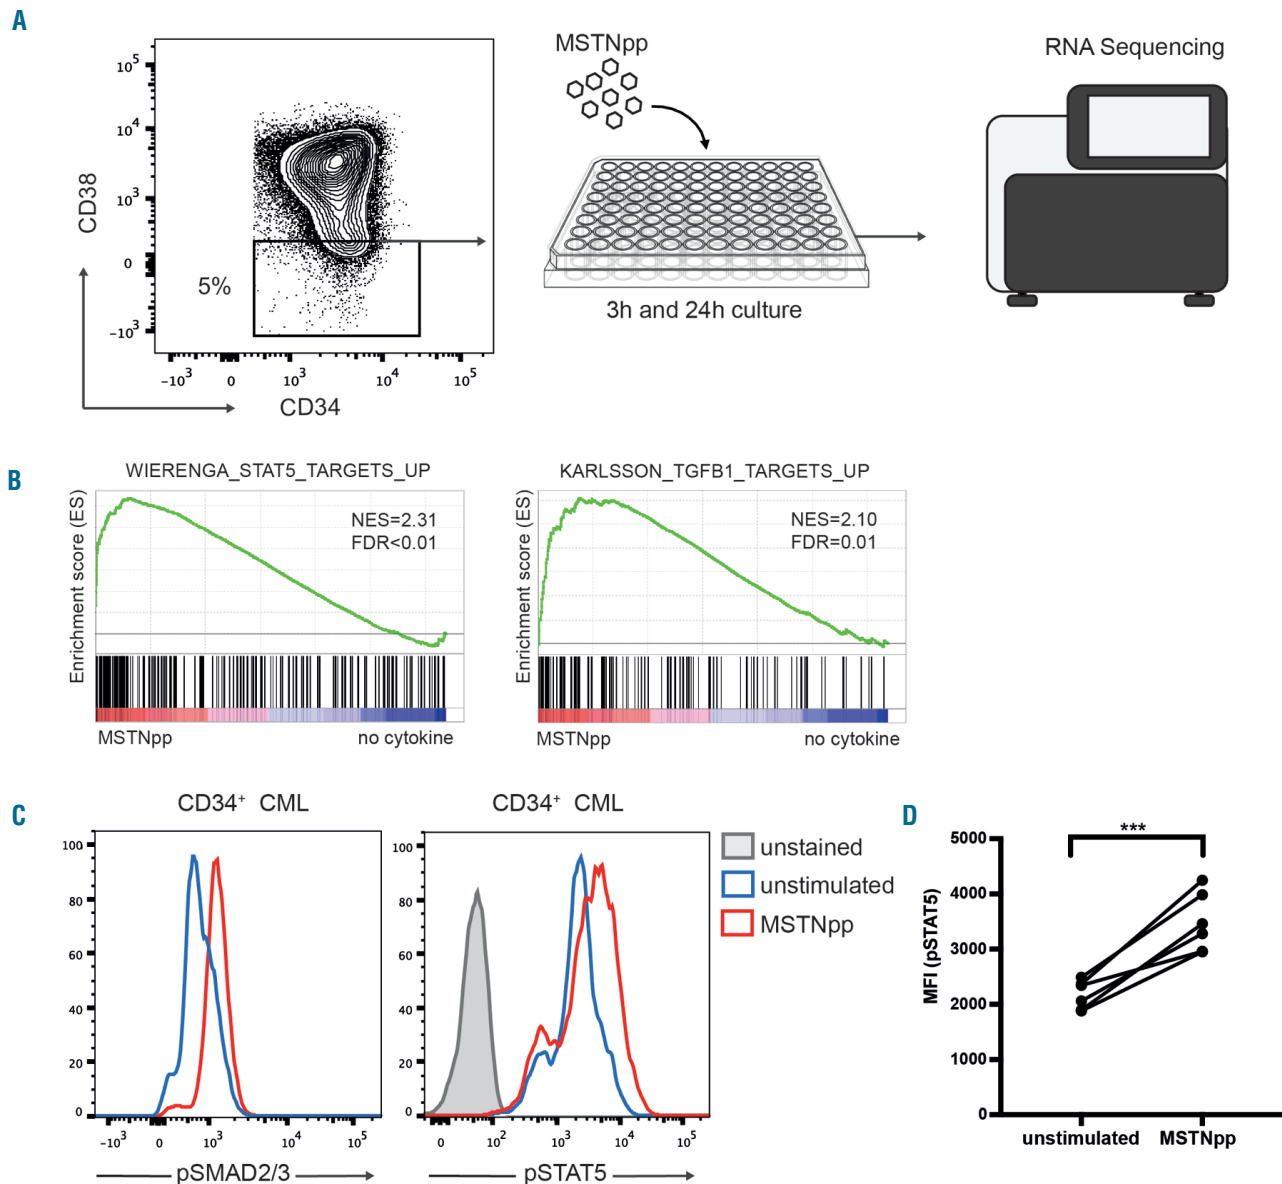 A
MSTNpp
RNA Sequencing
CD38
10^5
10^4
10^3
0
-10^3
5%
-10^3
0
10^3
10^4
10^5
CD34
3h and 24h culture
B
WIERENGA_STAT5_TARGETS_UP
Enrichment score (ES)
NES=2.31
FDR<0.01
MSTNpp
no cytokine
KARLSSON_TGFB1_TARGETS_UP
Enrichment score (ES)
NES=2.10
FDR=0.01
MSTNpp
no cytokine
C
CD34+ CML
100
80
60
40
20
0
-10^3
0
10^3
10^4
10^5
pSMAD2/3
CD34+ CML
100
80
60
40
20
0
0
10^2
10^3
10^4
10^5
pSTAT5
unstained
unstimulated
MSTNpp
D
***
MFI (pSTAT5)
5000
4000
3000
2000
1000
0
unstimulated
MSTNpp